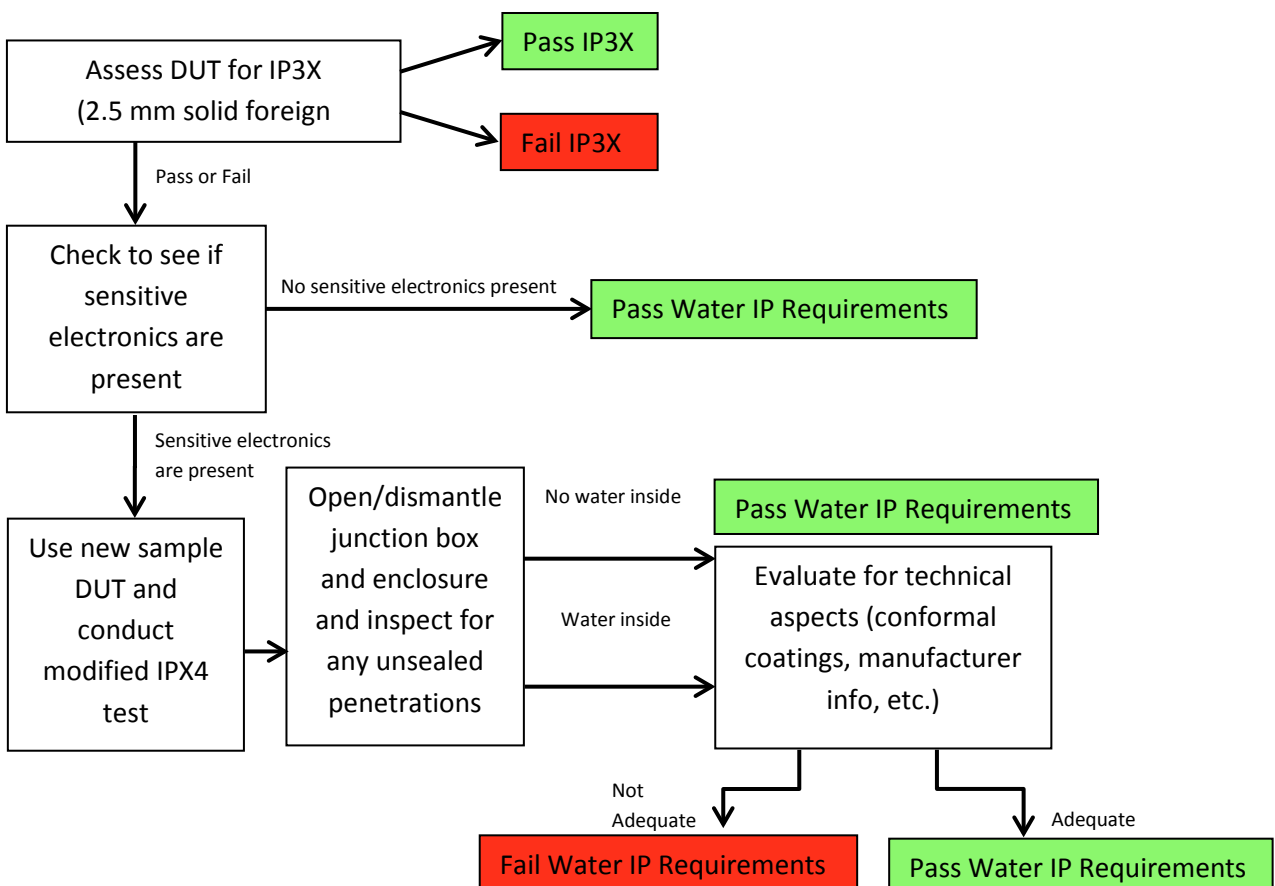 Pass IP3X
Assess DUT for IP3X
(2.5 mm solid foreign
Fail IP3X
Pass or Fail
Check to see if
sensitive
electronics are
present
No sensitive electronics present
Pass Water IP Requirements
Sensitive electronics
are present
Use new sample
DUT and
conduct
modified IPX4
test
Open/dismantle
junction box
and enclosure
and inspect for
any unsealed
penetrations
No water inside
Pass Water IP Requirements
Water inside
Evaluate for technical
aspects (conformal
coatings, manufacturer
info, etc.)
Not
Adequate
Fail Water IP Requirements
Adequate
Pass Water IP Requirements